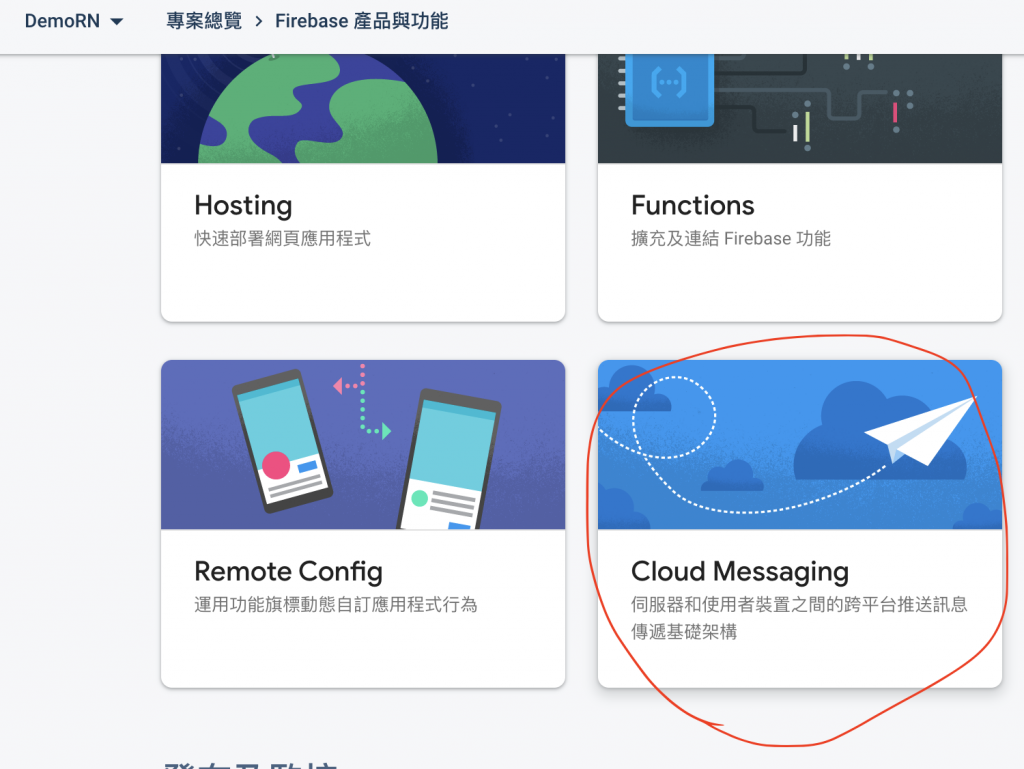 DemoRN
專案總覽 > Firebase 產品與功能
Hosting
快速部署網頁應用程式
Functions
擴充及連結 Firebase 功能
Remote Config
運用功能旗標動態自訂應用程式行為
Cloud Messaging
伺服器和使用者裝置之間的跨平台推送訊息
傳遞基礎架構